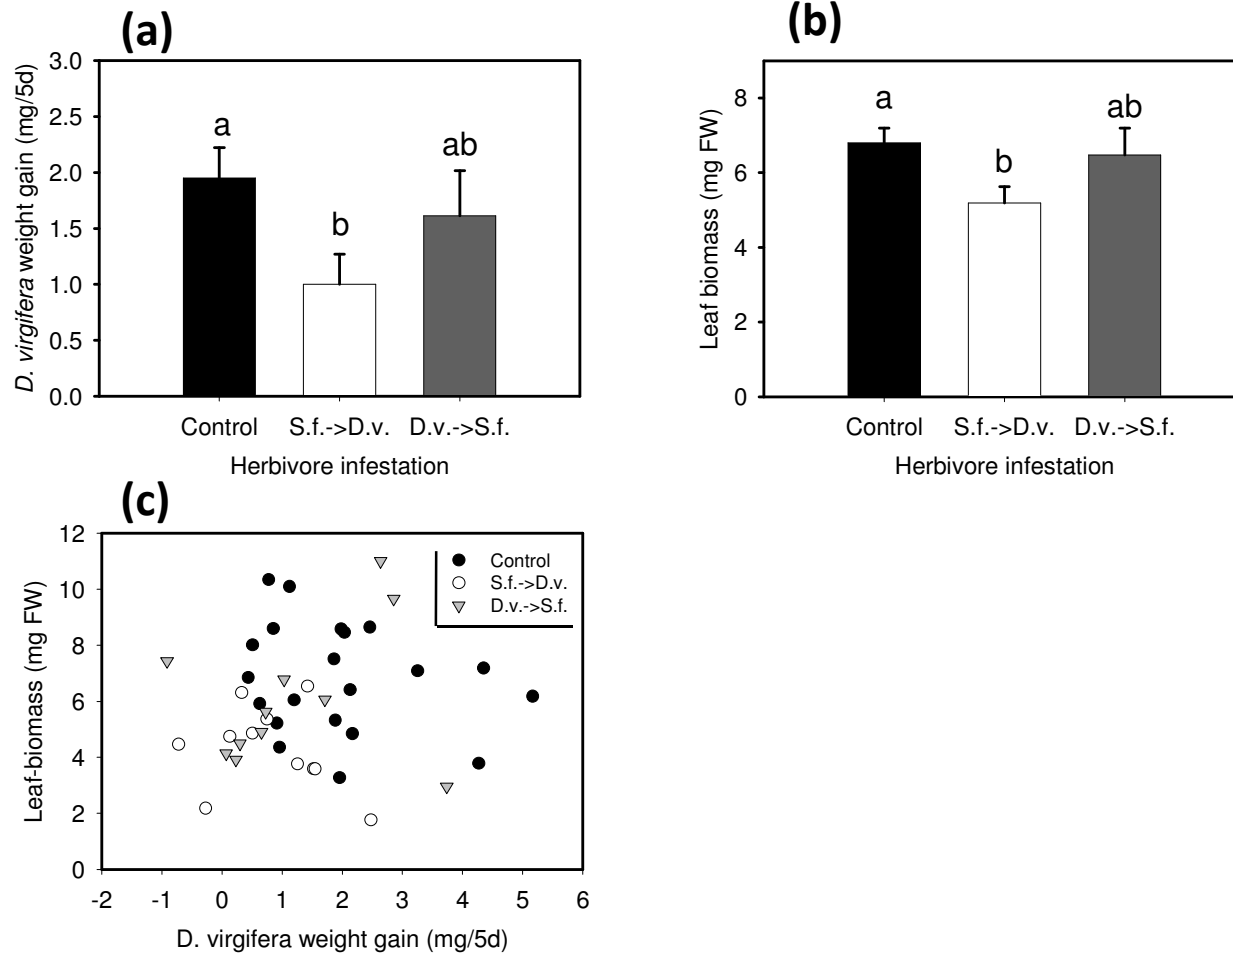 (a)
D. virgifera weight gain (mg/5d)
3.0
2.5
2.0
1.5
1.0
0.5
0.0
a
b
ab
Control S.f.->D.v. D.v.->S.f.
Herbivore infestation
(b)
Leaf biomass (mg FW)
8
6
4
2
0
a
b
ab
Control S.f.->D.v. D.v.->S.f.
Herbivore infestation
(c)
Leaf-biomass (mg FW)
12
10
8
6
4
2
0
Control
S.f.->D.v.
D.v.->S.f.
-2 -1 0 1 2 3 4 5 6
D. virgifera weight gain (mg/5d)